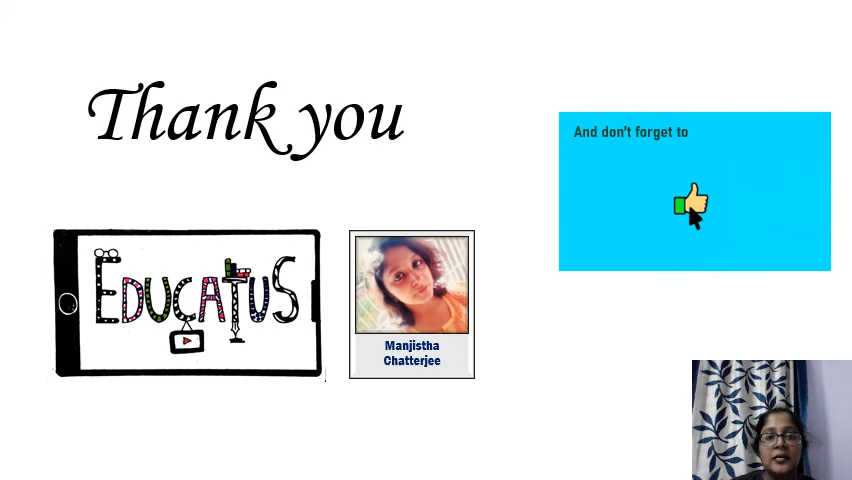 Thank you
And don't forget to
EDUCATUS
Manjistha
Chatterjee